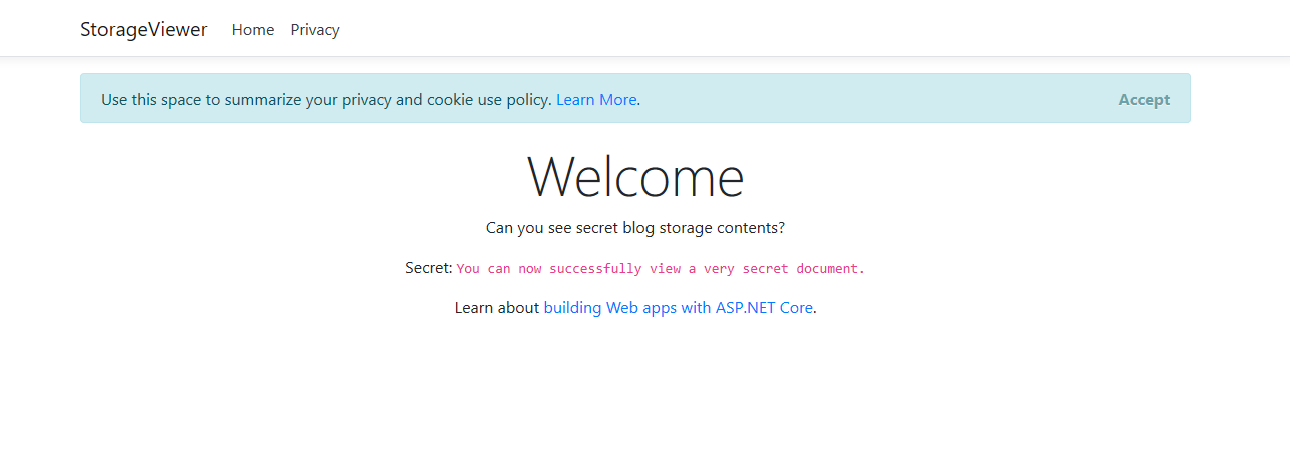 StorageViewer Home Privacy
Use this space to summarize your privacy and cookie use policy. Learn More. Accept
Welcome
Can you see secret blog storage contents?
Secret: You can now successfully view a very secret document.
Learn about building Web apps with ASP.NET Core.